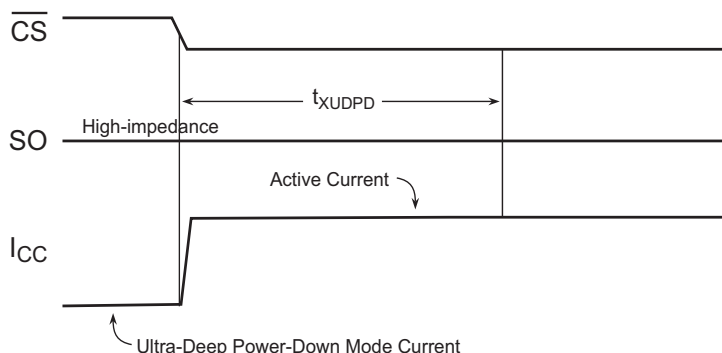 CS
tXUDPD
High-impedance
SO
Active Current
ICC
Ultra-Deep Power-Down Mode Current